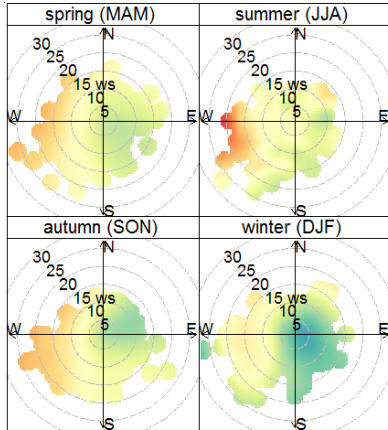 spring (MAM)
N
30
25
20
15 ws
10
5
W
E
S
summer (JJA)
N
30
25
20
15 ws
10
5
W
E
S
autumn (SON)
N
30
25
20
15 ws
10
5
W
E
S
winter (DJF)
N
30
25
20
15 ws
10
5
W
E
S